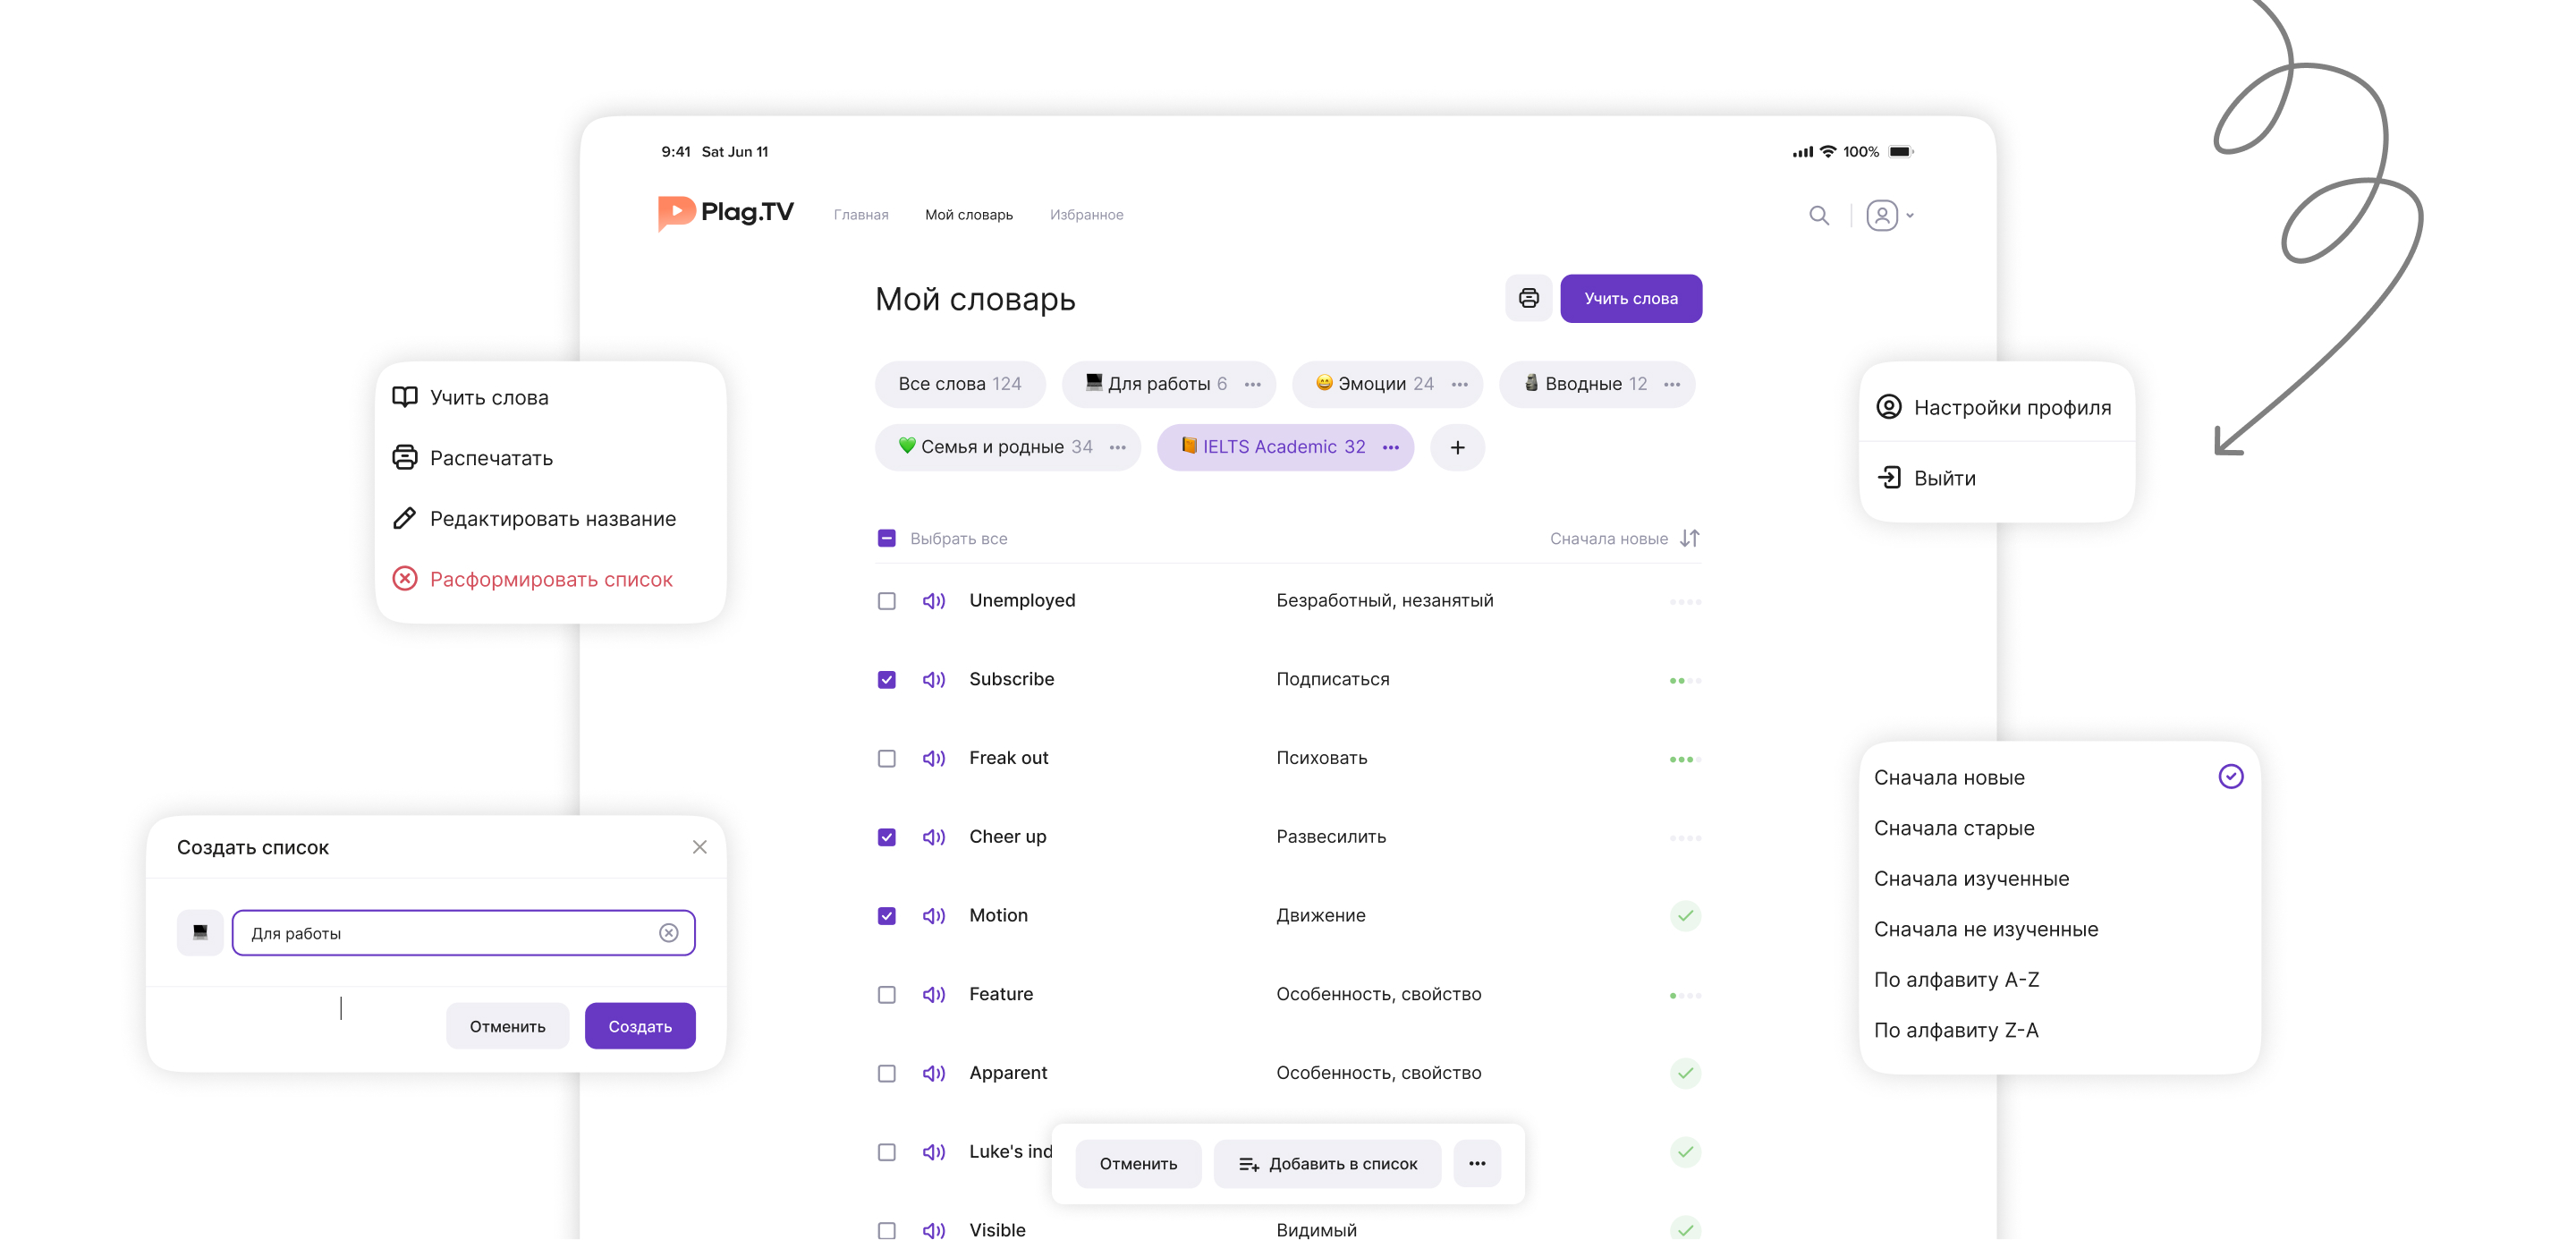 9:41 Sat Jun 11
100%
Plag.TV
Главная Мой словарь Избранное
Мой словарь
Учить слова
Все слова 124
Для работы 6
Эмоции 24
Вводные 12
Семья и родные 34
IELTS Academic 32
Выбрать все
Сначала новые
Unemployed Безработный, незанятый
Subscribe Подписаться
Freak out Психовать
Cheer up Развесилить
Motion Движение
Feature Особенность, свойство
Apparent Особенность, свойство
Luke's ind
Visible Видимый
Отменить
Добавить в список
Учить слова
Распечатать
Редактировать название
Расформировать список
Создать список
Для работы
Отменить
Создать
Настройки профиля
Выйти
Сначала новые
Сначала старые
Сначала изученные
Сначала не изученные
По алфавиту A-Z
По алфавиту Z-A